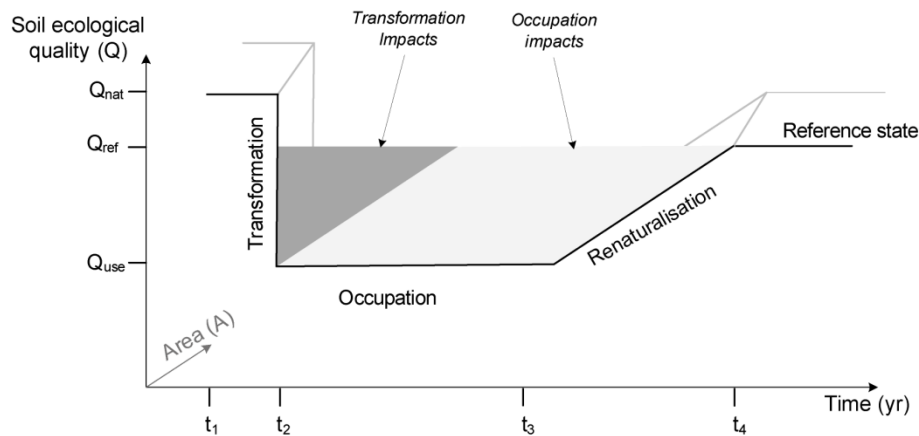 Soil ecological
quality (Q)
Transformation
Impacts
Occupation
impacts
Qnat
Qref
Quse
Transformation
Reference state
Renaturalisation
Occupation
Area (A)
Time (yr)
t1
t2
t3
t4